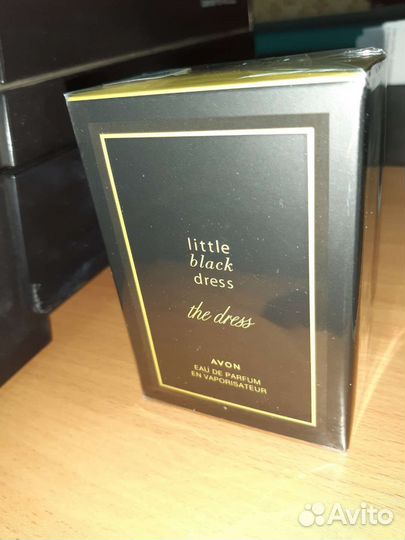 little
black
dress
the dress
AVON
EAU DE PARFUM
EN VAPORISATEUR
Avito